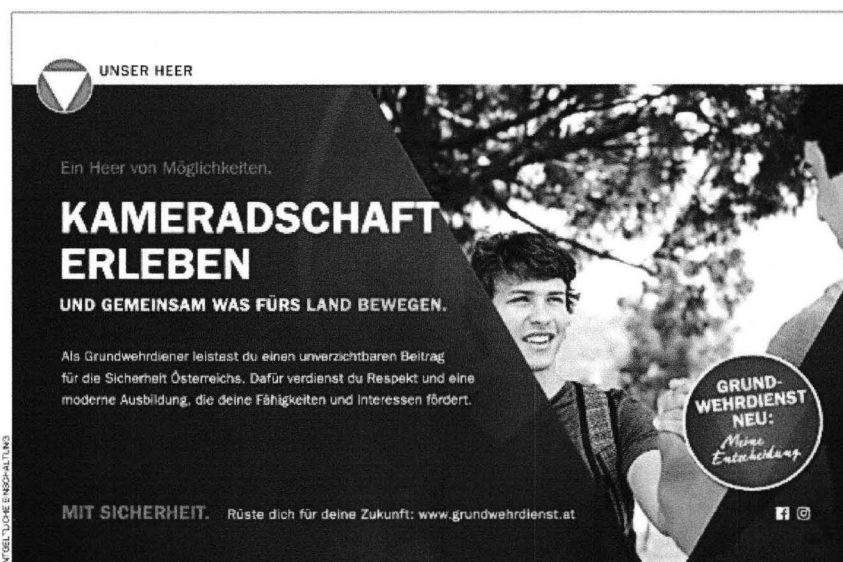 UNSER HEER
Ein Heer von Möglichkeiten.
KAMERADSCHAFT
ERLEBEN
UND GEMEINSAM WAS FÜRS LAND BEWEGEN.
Als Grundwehrdiener leistest du einen unverzichtbaren Beitrag
für die Sicherheit Österreichs. Dafür verdienst du Respekt und eine
moderne Ausbildung, die deine Fähigkeiten und Interessen fördert.
GRUND-
WEHRDIENST
NEU:
Meine
Entscheidung
MIT SICHERHEIT. Rüste dich für deine Zukunft: www.grundwehrdienst.at
EINSCHALTUNG